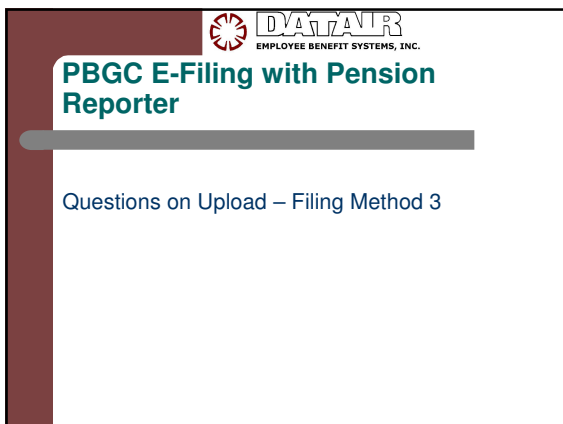 DATAIR
EMPLOYEE BENEFIT SYSTEMS, INC.
PBGC E-Filing with Pension
Reporter
Questions on Upload – Filing Method 3